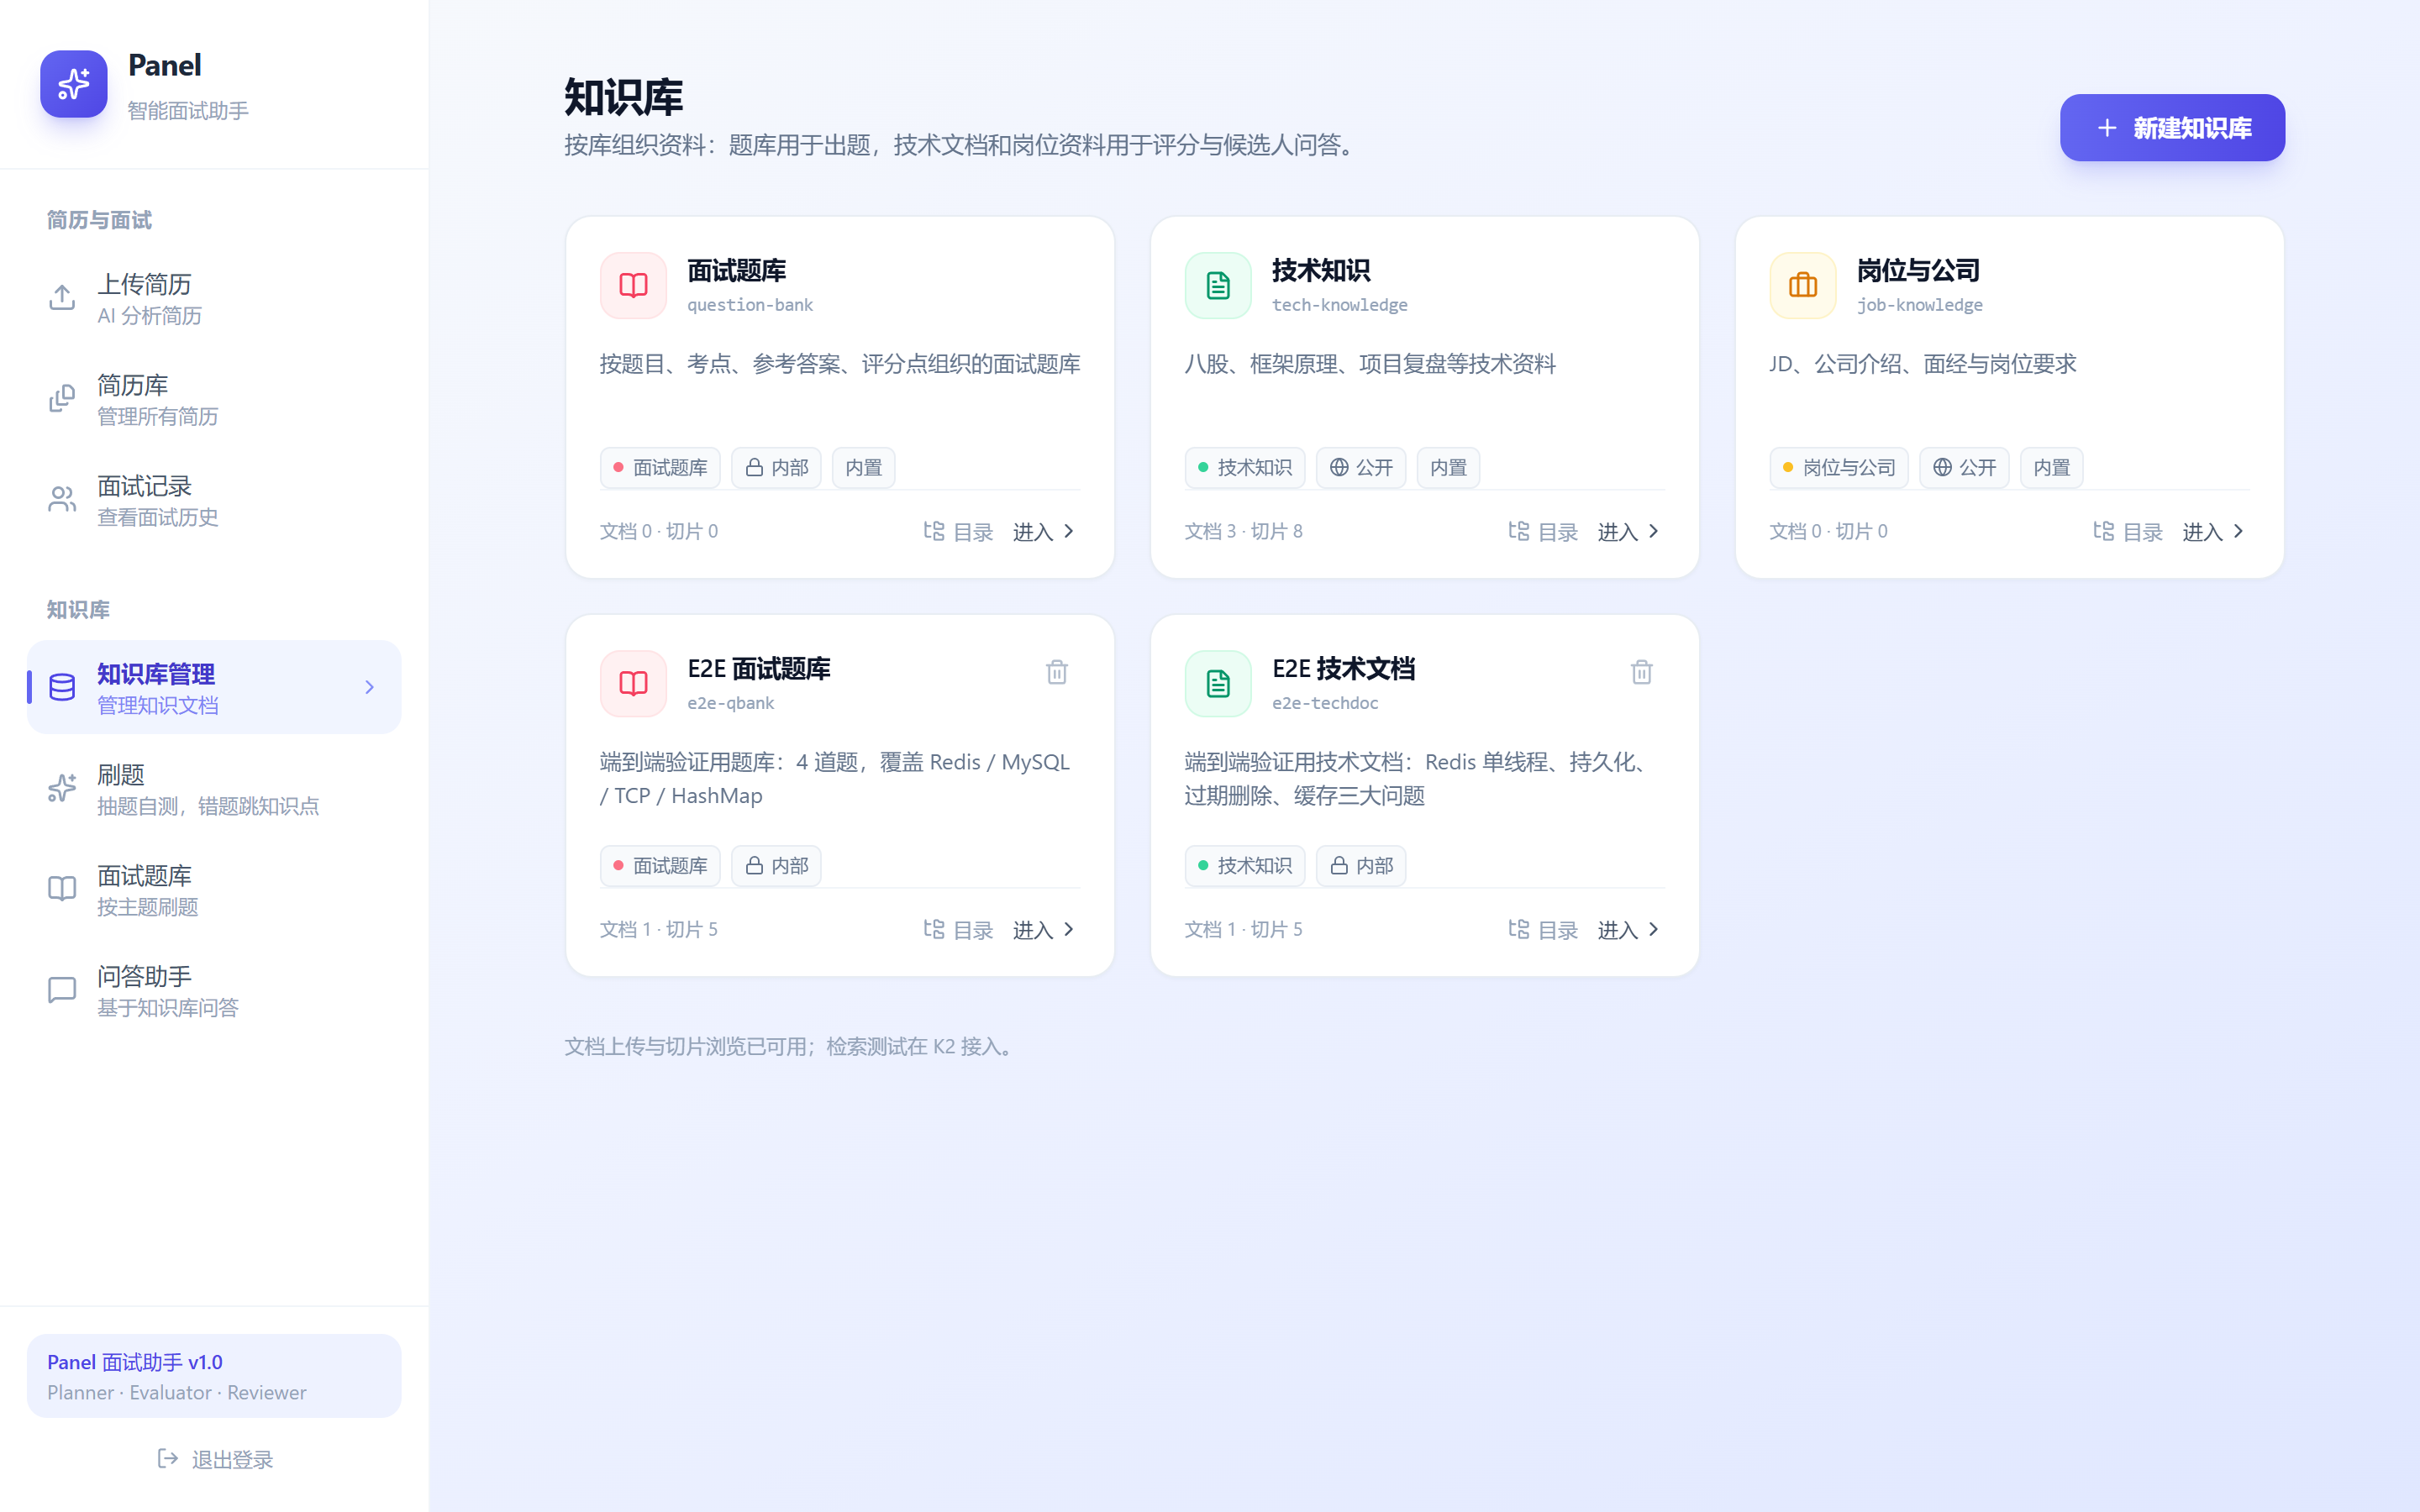 Panel
智能面试助手
简历与面试
上传简历
AI 分析简历
简历库
管理所有简历
面试记录
查看面试历史
知识库
知识库管理
管理知识文档
刷题
抽题自测，错题跳知识点
面试题库
按主题刷题
问答助手
基于知识库问答
Panel 面试助手 v1.0
Planner · Evaluator · Reviewer
退出登录
知识库
按库组织资料：题库用于出题，技术文档和岗位资料用于评分与候选人问答。
新建知识库
面试题库
question-bank
按题目、考点、参考答案、评分点组织的面试题库
面试题库 内部 内置
文档 0 · 切片 0 目录 进入
技术知识
tech-knowledge
八股、框架原理、项目复盘等技术资料
技术知识 公开 内置
文档 3 · 切片 8 目录 进入
岗位与公司
job-knowledge
JD、公司介绍、面经与岗位要求
岗位与公司 公开 内置
文档 0 · 切片 0 目录 进入
E2E 面试题库
e2e-qbank
端到端验证用题库：4 道题，覆盖 Redis / MySQL
/ TCP / HashMap
面试题库 内部
文档 1 · 切片 5 目录 进入
E2E 技术文档
e2e-techdoc
端到端验证用技术文档：Redis 单线程、持久化、
过期删除、缓存三大问题
技术知识 内部
文档 1 · 切片 5 目录 进入
文档上传与切片浏览已可用；检索测试在 K2 接入。